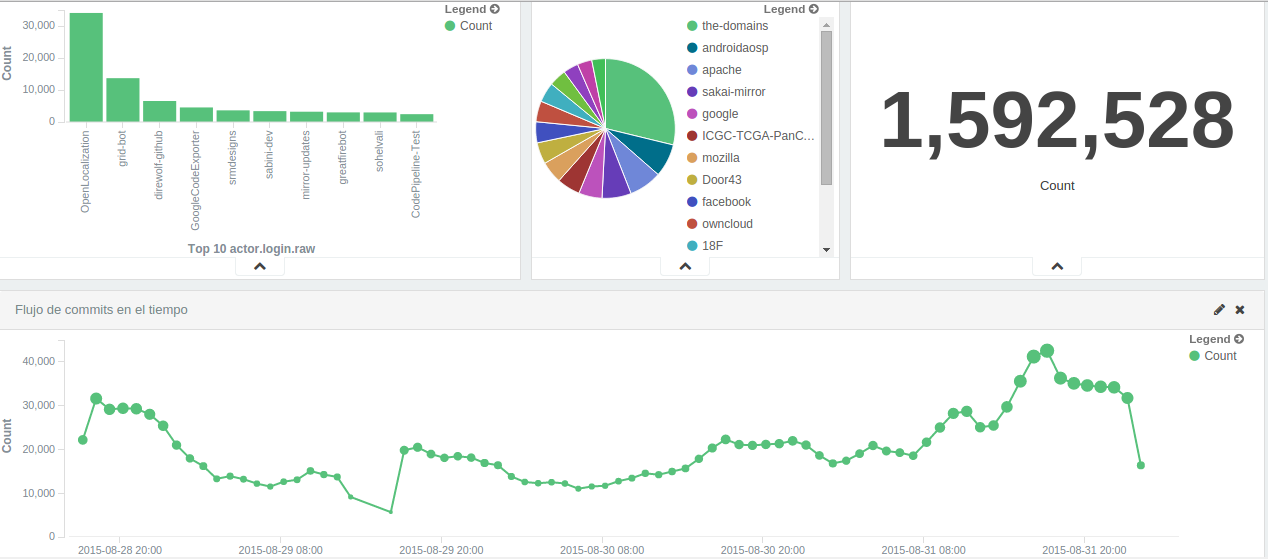 Legend
Count
30,000
20,000
10,000
0
Count
OpenLocalization
grid-bot
direwolf-github
GoogleCodeExporter
srmdesigns
sabini-dev
mirror-updates
greatfirebot
sohelvali
CodePipeline-Test
Top 10 actor.login.raw
Legend
the-domains
androidaosp
apache
sakai-mirror
google
ICGC-TCGA-PanC...
mozilla
Door43
facebook
owncloud
18F
1,592,528
Count
Flujo de commits en el tiempo
Legend
Count
40,000
30,000
20,000
10,000
0
Count
2015-08-28 20:00
2015-08-29 08:00
2015-08-29 20:00
2015-08-30 08:00
2015-08-30 20:00
2015-08-31 08:00
2015-08-31 20:00